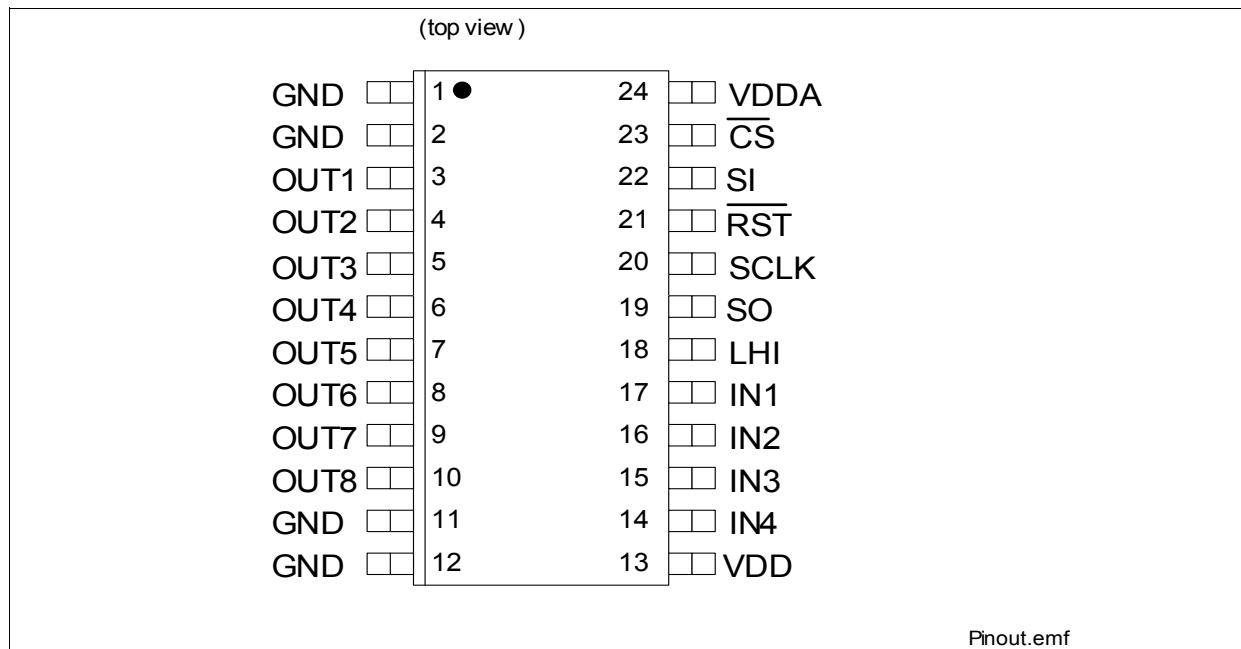 (top view)
GND 1 24 VDDA
GND 2 23 C̅S̅
OUT1 3 22 SI
OUT2 4 21 R̅S̅T̅
OUT3 5 20 SCLK
OUT4 6 19 SO
OUT5 7 18 LHI
OUT6 8 17 IN1
OUT7 9 16 IN2
OUT8 10 15 IN3
GND 11 14 IN4
GND 12 13 VDD
Pinout.emf